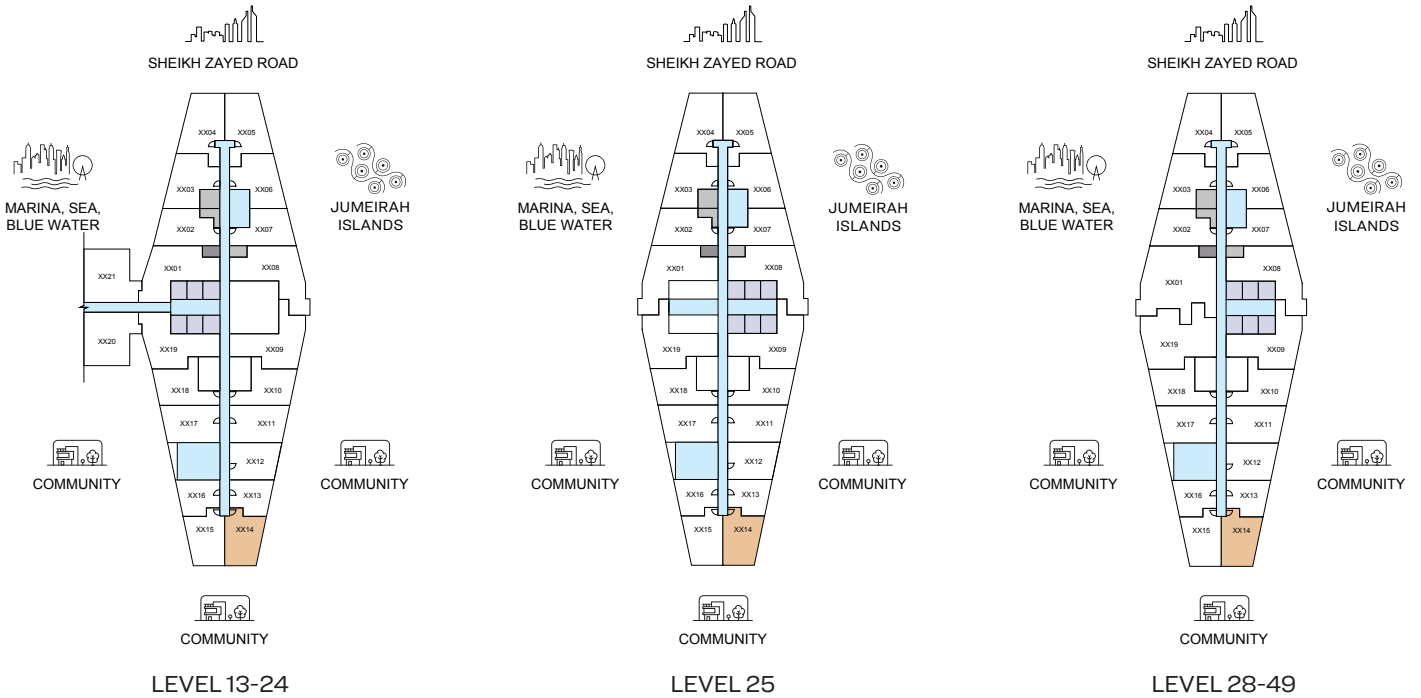 SHEIKH ZAYED ROAD
XX04
XX05
MARINA, SEA,
BLUE WATER
JUMEIRAH
ISLANDS
XX03
XX06
XX02
XX07
XX21
XX01
XX08
XX20
XX19
XX09
XX18
XX10
XX17
XX11
XX12
XX16
XX13
XX15
XX14
COMMUNITY
COMMUNITY
COMMUNITY
LEVEL 13-24
SHEIKH ZAYED ROAD
XX04
XX05
MARINA, SEA,
BLUE WATER
JUMEIRAH
ISLANDS
XX03
XX06
XX02
XX07
XX01
XX08
XX19
XX09
XX18
XX10
XX17
XX11
XX12
XX16
XX13
XX15
XX14
COMMUNITY
COMMUNITY
COMMUNITY
LEVEL 25
SHEIKH ZAYED ROAD
XX04
XX05
MARINA, SEA,
BLUE WATER
JUMEIRAH
ISLANDS
XX03
XX06
XX02
XX07
XX01
XX08
XX19
XX09
XX18
XX10
XX17
XX11
XX12
XX16
XX13
XX15
XX14
COMMUNITY
COMMUNITY
COMMUNITY
LEVEL 28-49